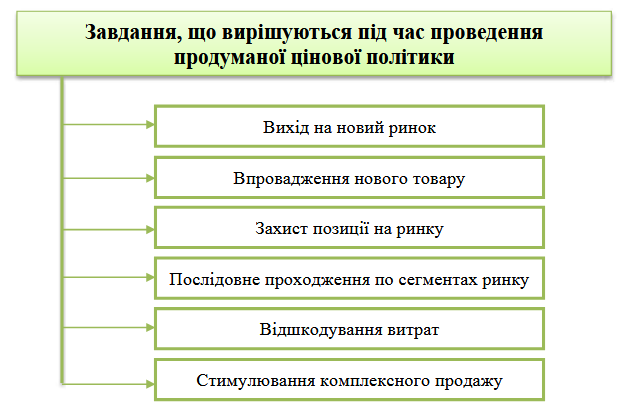 Завдання, що вирішуються під час проведення
продуманої цінової політики
Вихід на новий ринок
Впровадження нового товару
Захист позиції на ринку
Послідовне проходження по сегментах ринку
Відшкодування витрат
Стимулювання комплексного продажу